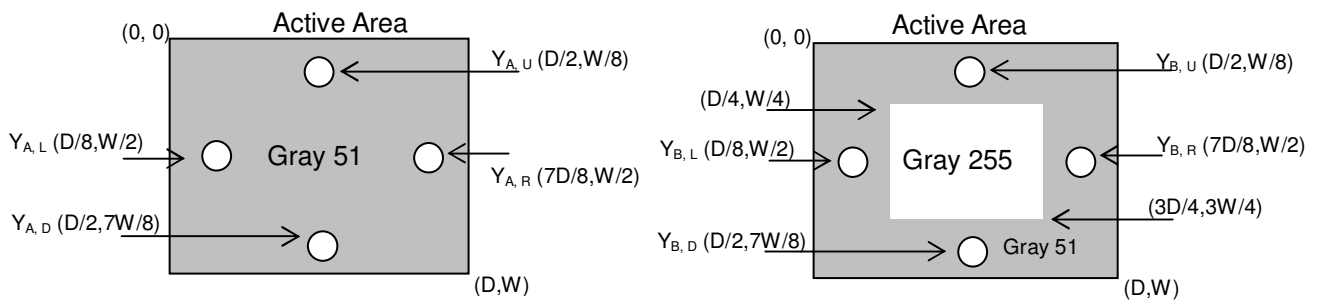 Active Area
(0, 0)
Y_A, U (D/2,W/8)
Y_A, L (D/8,W/2)
Gray 51
Y_A, R (7D/8,W/2)
Y_A, D (D/2,7W/8)
(D,W)
Active Area
(0, 0)
Y_B, U (D/2,W/8)
(D/4,W/4)
Y_B, L (D/8,W/2)
Gray 255
Y_B, R (7D/8,W/2)
(3D/4,3W/4)
Y_B, D (D/2,7W/8)
Gray 51
(D,W)